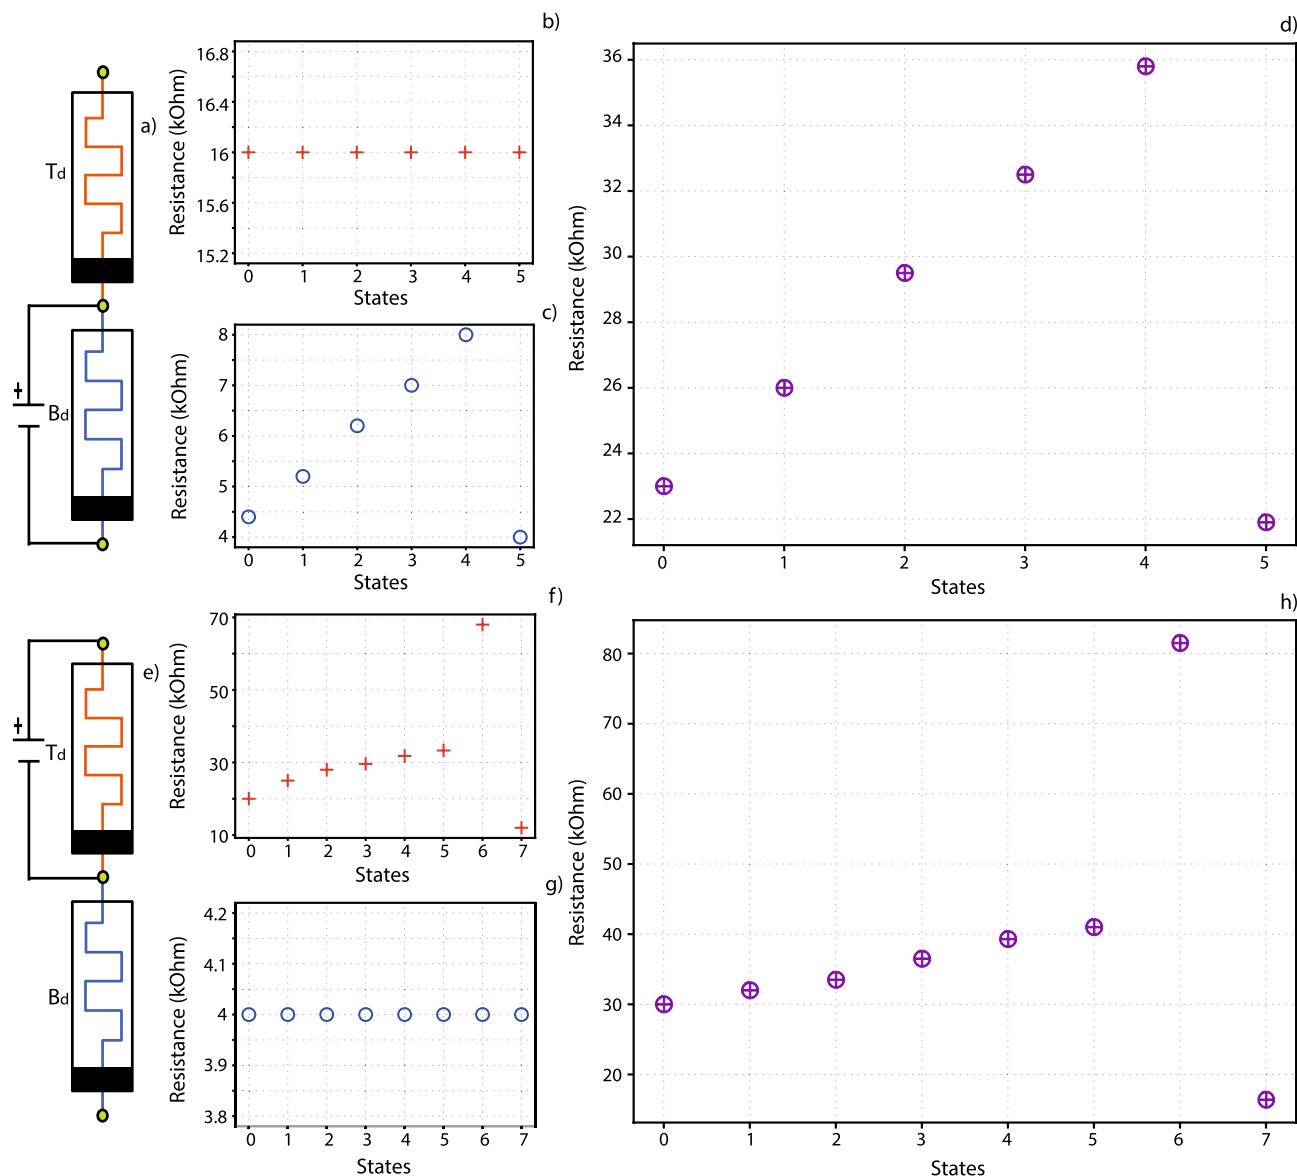 a)
Td
+
Bd
b)
Resistance (kOhm)
16.8
16.4
16
15.6
15.2
0 1 2 3 4 5
States
c)
Resistance (kOhm)
8
7
6
5
4
0 1 2 3 4 5
States
d)
Resistance (kOhm)
36
34
32
30
28
26
24
22
0 1 2 3 4 5
States
e)
+
Td
Bd
f)
Resistance (kOhm)
70
50
30
10
0 1 2 3 4 5 6 7
States
g)
Resistance (kOhm)
4.2
4.1
4
3.9
3.8
0 1 2 3 4 5 6 7
States
h)
Resistance (kOhm)
80
70
60
50
40
30
20
0 1 2 3 4 5 6 7
States